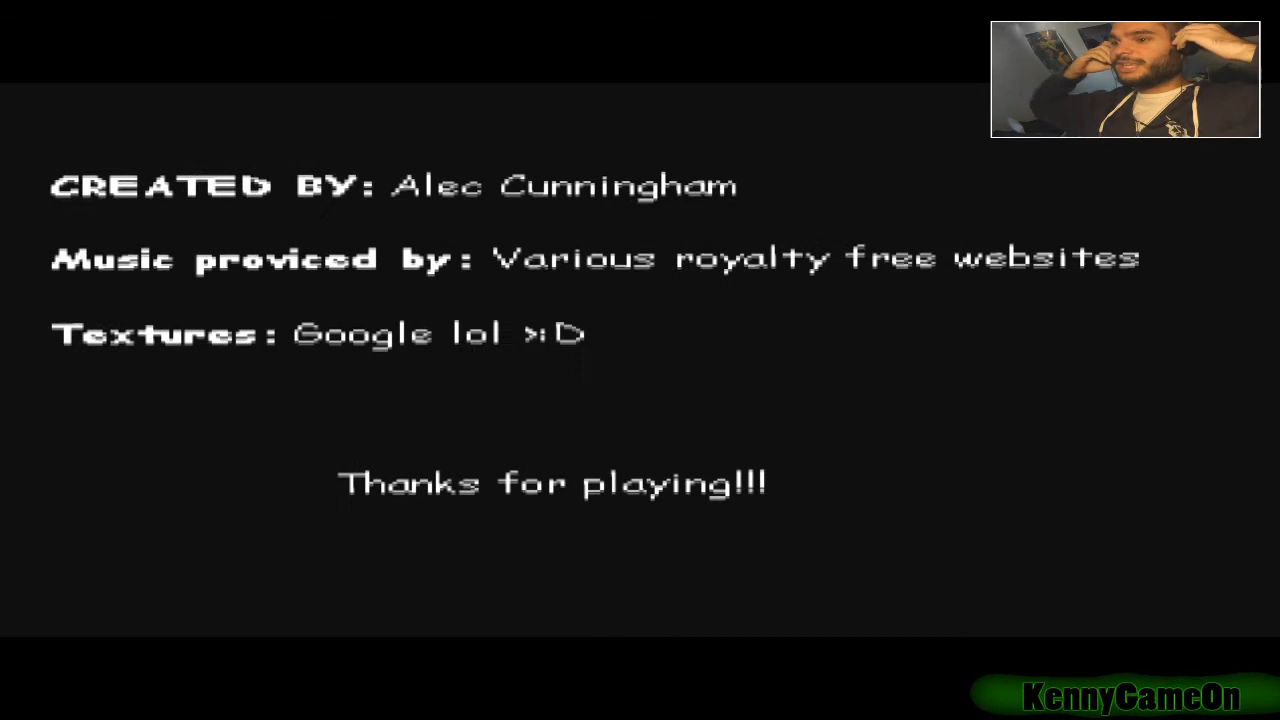 CREATED BY: Alec Cunningham
Music proviced by: Various royalty free websites
Textures: Google lol >:D
Thanks for playing!!!
KennyGameOn